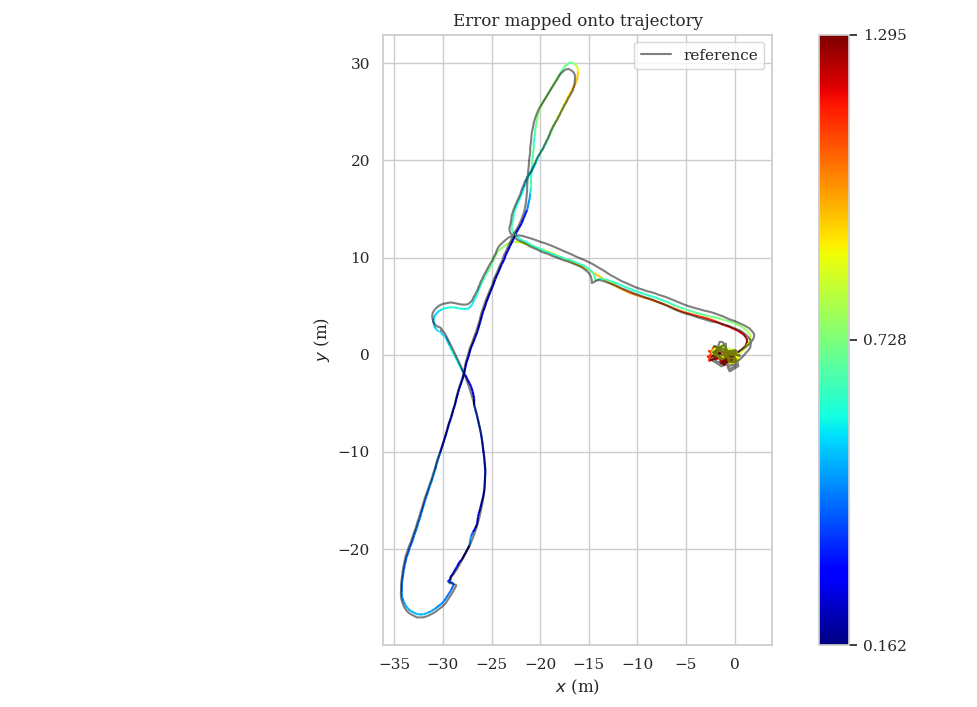 Error mapped onto trajectory
reference
30
20
10
0
−10
−20
y (m)
−35 −30 −25 −20 −15 −10 −5 0
x (m)
1.295
0.728
0.162